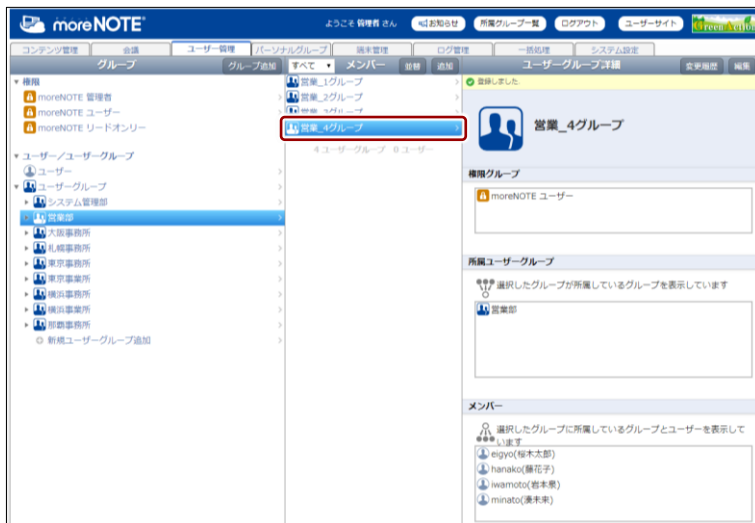 moreNOTE
ようこそ 管理者 さん
お知らせ
所属グループ一覧
ログアウト
ユーザーサイト
コンテンツ管理
会議
ユーザー管理
パーソナルグループ
端末管理
ログ管理
一括処理
システム設定
グループ
グループ追加
すべて
メンバー
並替
追加
ユーザーグループ詳細
変更履歴
編集
権限
moreNOTE 管理者
moreNOTE ユーザー
moreNOTE リードオンリー
ユーザー／ユーザーグループ
ユーザー
ユーザーグループ
システム管理部
営業部
大阪事務所
札幌事務所
東京事務所
東京事業所
横浜事務所
横浜事業所
那覇事務所
新規ユーザーグループ追加
営業_1グループ
営業_2グループ
営業_3グループ
営業_4グループ
4 ユーザーグループ 0 ユーザー
登録しました。
営業_4グループ
権限グループ
moreNOTE ユーザー
所属ユーザーグループ
選択したグループが所属しているグループを表示しています
営業部
メンバー
選択したグループに所属しているグループとユーザーを表示して
います
eigyo(桜木太郎)
hanako(藤花子)
iwamoto(岩本泉)
minato(湊未来)